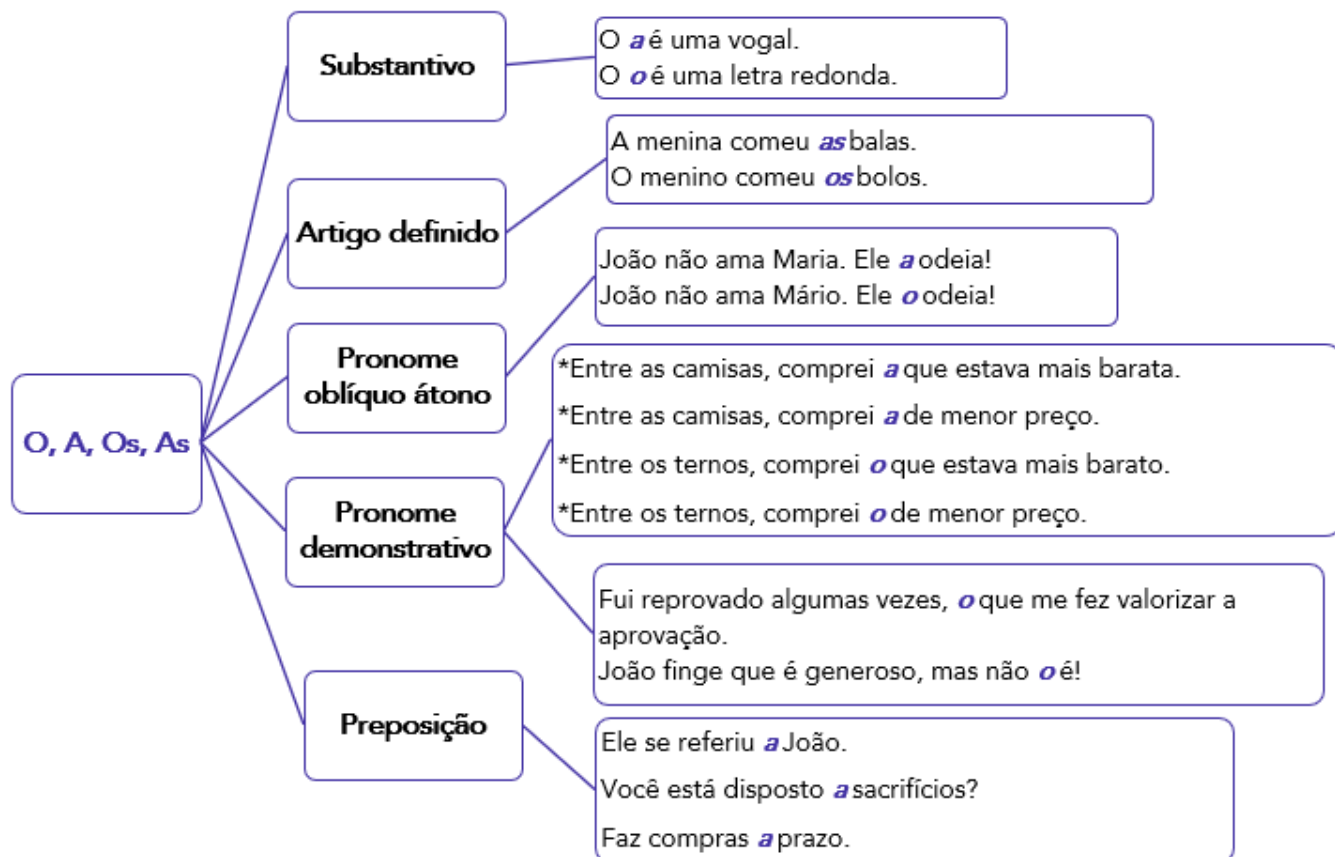 O, A, Os, As
Substantivo
O a é uma vogal.
O o é uma letra redonda.
Artigo definido
A menina comeu as balas.
O menino comeu os bolos.
Pronome
oblíquo átono
João não ama Maria. Ele a odeia!
João não ama Mário. Ele o odeia!
Pronome
demonstrativo
*Entre as camisas, comprei a que estava mais barata.
*Entre as camisas, comprei a de menor preço.
*Entre os ternos, comprei o que estava mais barato.
*Entre os ternos, comprei o de menor preço.
Fui reprovado algumas vezes, o que me fez valorizar a
aprovação.
João finge que é generoso, mas não o é!
Preposição
Ele se referiu a João.
Você está disposto a sacrifícios?
Faz compras a prazo.